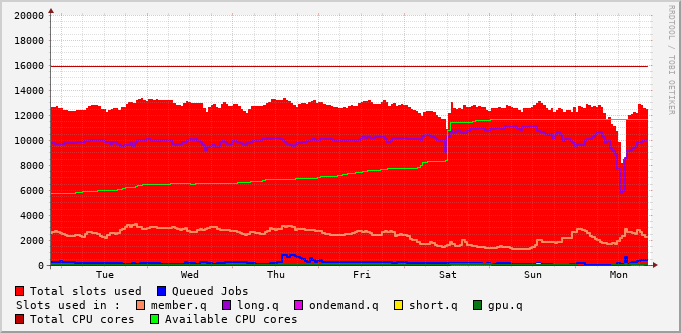 RRDTOOL / TOBI OETIKER
20000
18000
16000
14000
12000
10000
8000
6000
4000
2000
0
Tue Wed Thu Fri Sat Sun Mon
Total slots used Queued Jobs
Slots used in : member.q long.q ondemand.q short.q gpu.q
Total CPU cores Available CPU cores